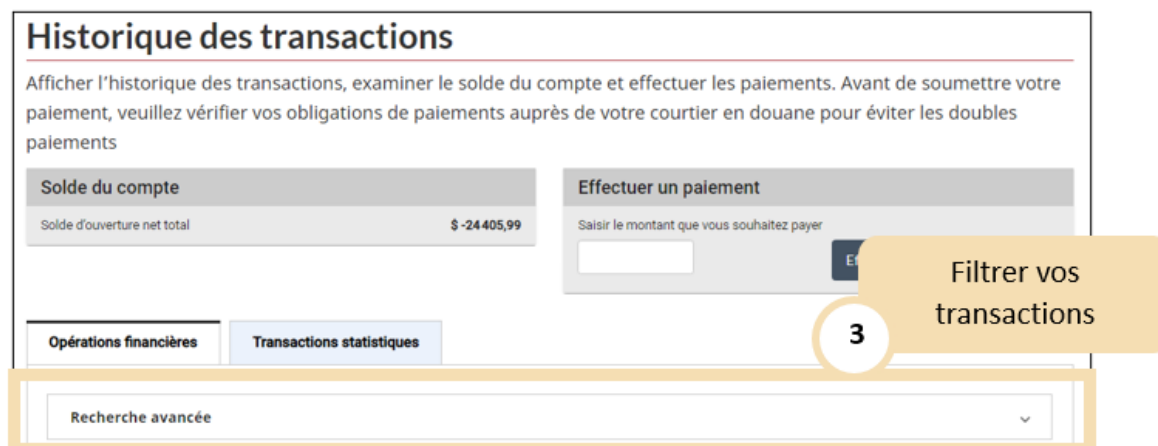 Historique des transactions
Afficher l'historique des transactions, examiner le solde du compte et effectuer les paiements. Avant de soumettre votre
paiement, veuillez vérifier vos obligations de paiements auprès de votre courtier en douane pour éviter les doubles
paiements
Solde du compte
Solde d'ouverture net total $ -24 405,99
Effectuer un paiement
Saisir le montant que vous souhaitez payer
Filtrer vos
transactions
3
Opérations financières Transactions statistiques
Recherche avancée